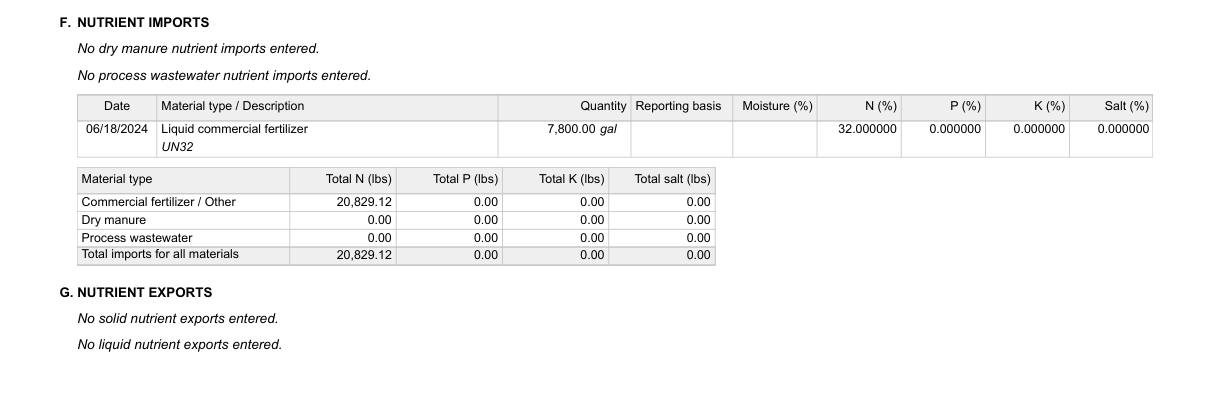 F. NUTRIENT IMPORTS
No dry manure nutrient imports entered.
No process wastewater nutrient imports entered.
Date Material type / Description Quantity Reporting basis Moisture (%) N (%) P (%) K (%) Salt (%)
06/18/2024 Liquid commercial fertilizer 7,800.00 gal 32.000000 0.000000 0.000000 0.000000
UN32
Material type Total N (lbs) Total P (lbs) Total K (lbs) Total salt (lbs)
Commercial fertilizer / Other 20,829.12 0.00 0.00 0.00
Dry manure 0.00 0.00 0.00 0.00
Process wastewater 0.00 0.00 0.00 0.00
Total imports for all materials 20,829.12 0.00 0.00 0.00
G. NUTRIENT EXPORTS
No solid nutrient exports entered.
No liquid nutrient exports entered.